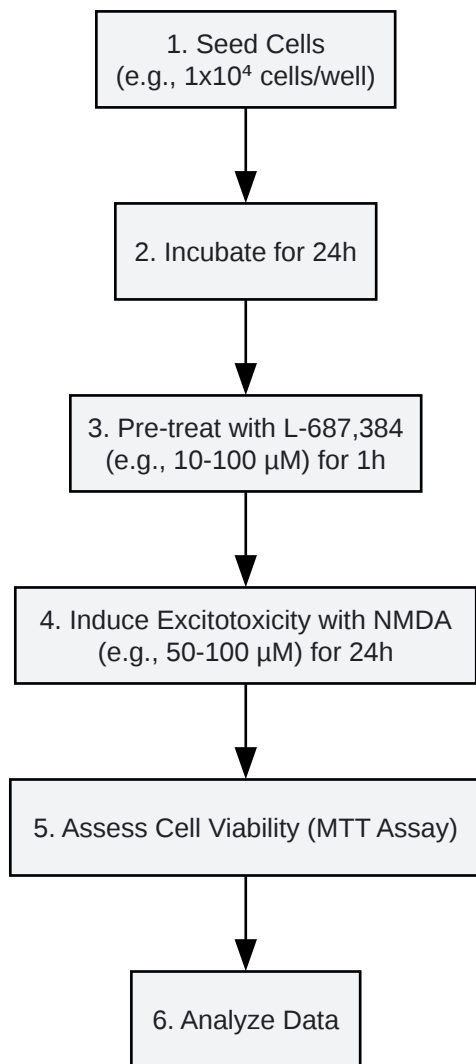 1. Seed Cells
(e.g., 1x10⁴ cells/well)
2. Incubate for 24h
3. Pre-treat with L-687,384
(e.g., 10-100 µM) for 1h
4. Induce Excitotoxicity with NMDA
(e.g., 50-100 µM) for 24h
5. Assess Cell Viability (MTT Assay)
6. Analyze Data